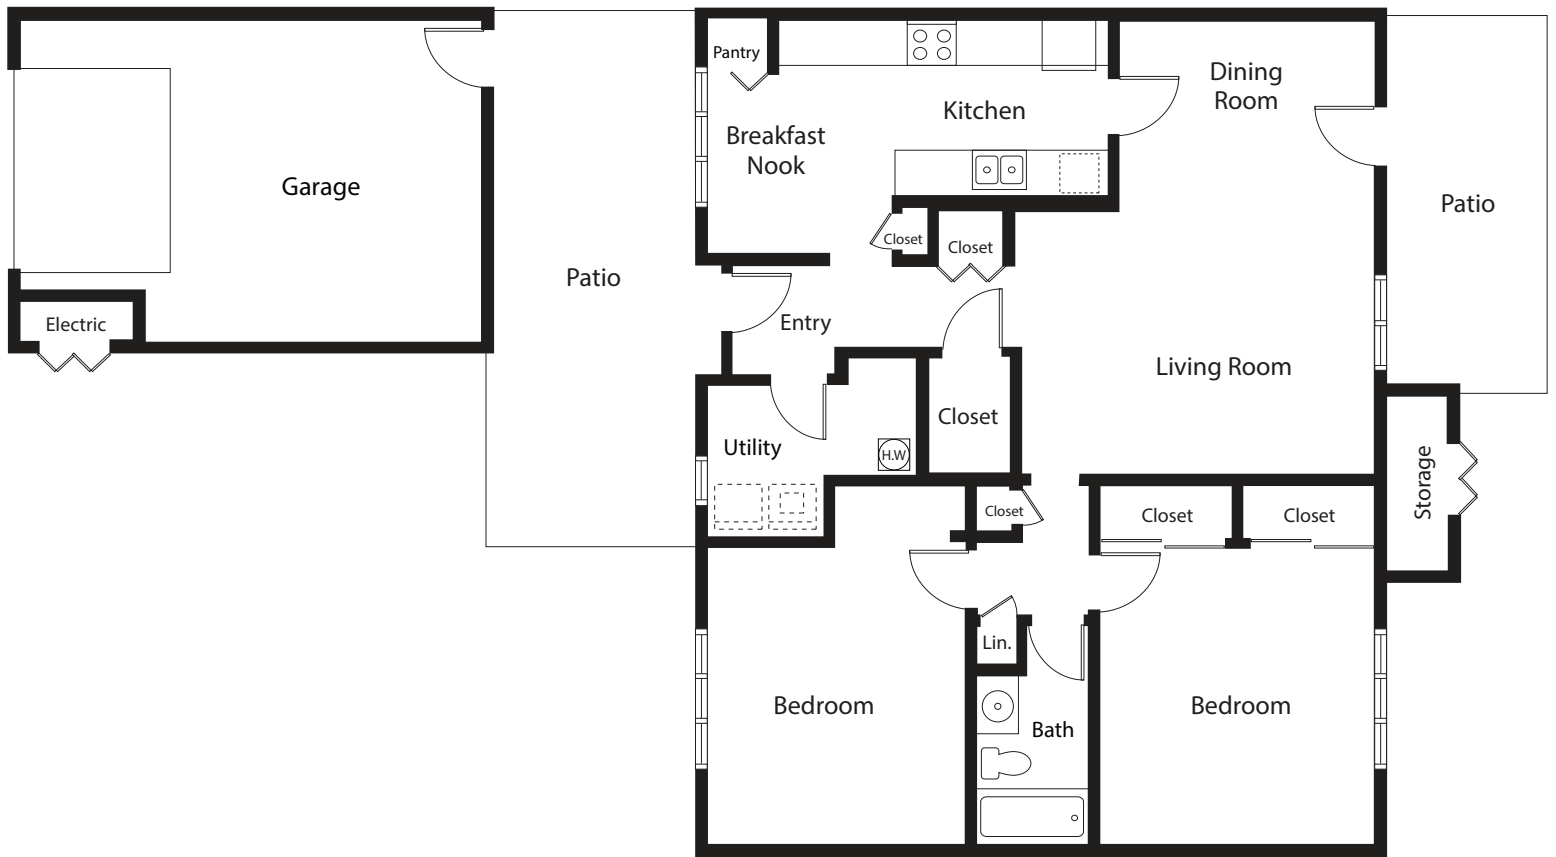 Pantry
Dining
Room
Kitchen
Breakfast
Nook
Garage
Patio
Closet
Closet
Patio
Electric
Entry
Living Room
Closet
Utility
H.W
Storage
Closet
Closet
Closet
Lin.
Bedroom
Bath
Bedroom